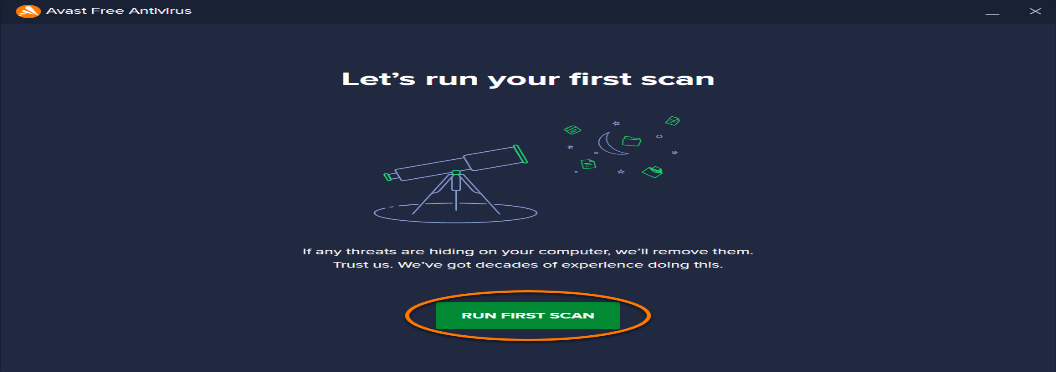 Avast Free Antivirus
Let's run your first scan
If any threats are hiding on your computer, we'll remove them.
Trust us. We've got decades of experience doing this.
RUN FIRST SCAN